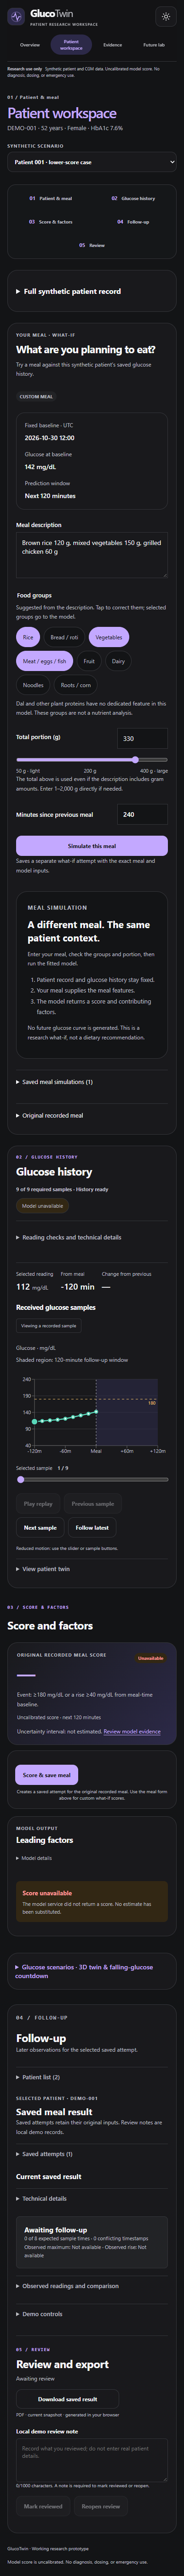 GlucoTwin
PATIENT RESEARCH WORKSPACE
Overview
Patient
workspace
Evidence
Future lab
Research use only · Synthetic patient and CGM data. Uncalibrated model score. No
diagnosis, dosing, or emergency use.
01 / Patient & meal
Patient workspace
DEMO-001 · 52 years · Female · HbA1c 7.6%
SYNTHETIC SCENARIO
Patient 001 · lower-score case
01 Patient & meal
02 Glucose history
03 Score & factors
04 Follow-up
05 Review
▶ Full synthetic patient record
YOUR MEAL · WHAT-IF
What are you planning to eat?
Try a meal against this synthetic patient's saved glucose
history.
CUSTOM MEAL
Fixed baseline · UTC
2026-10-30 12:00
Glucose at baseline
142 mg/dL
Prediction window
Next 120 minutes
Meal description
Brown rice 120 g, mixed vegetables 150 g, grilled
chicken 60 g
Food groups
Suggested from the description. Tap to correct them; selected
groups go to the model.
Rice
Bread / roti
Vegetables
Meat / eggs / fish
Fruit
Dairy
Noodles
Roots / corn
Dal and other plant proteins have no dedicated feature in this
model. These groups are not a nutrient analysis.
Total portion (g)
330
50 g · light
200 g
400 g · large
The total above is used even if the description includes gram
amounts. Enter 1–2,000 g directly if needed.
Minutes since previous meal
240
Simulate this meal
Saves a separate what-if attempt with the exact meal and
model inputs.
MEAL SIMULATION
A different meal. The same
patient context.
Enter your meal, check the groups and portion, then
run the fitted model.
1. Patient record and glucose history stay fixed.
2. Your meal supplies the meal features.
3. The model returns a score and contributing
factors.
No future glucose curve is generated. This is a
research what-if, not a dietary recommendation.
▶ Saved meal simulations (1)
▶ Original recorded meal
02 / GLUCOSE HISTORY
Glucose history
9 of 9 required samples · History ready
Model unavailable
▶ Reading checks and technical details
Selected reading
112 mg/dL
From meal
-120 min
Change from previous
—
Received glucose samples
Viewing a recorded sample
Glucose · mg/dL
Shaded region: 120-minute follow-up window
240
190
140
90
40
180
-120m
-60m
Meal
+60m
+120m
Selected sample 1 / 9
Play replay
Previous sample
Next sample
Follow latest
Reduced motion: use the slider or sample buttons.
▶ View patient twin
03 / SCORE & FACTORS
Score and factors
ORIGINAL RECORDED MEAL SCORE
Unavailable
—
Event: ≥180 mg/dL or a rise ≥40 mg/dL from meal-time
baseline.
Uncalibrated score · next 120 minutes
Uncertainty interval: not estimated. Review model evidence
Score & save meal
Creates a saved attempt for the original recorded meal. Use the meal form
above for custom what-if scores.
MODEL OUTPUT
Leading factors
▶ Model details
Score unavailable
The model service did not return a score. No estimate has
been substituted.
▶ Glucose scenarios · 3D twin & falling-glucose
countdown
04 / FOLLOW-UP
Follow-up
Later observations for the selected saved attempt.
▶ Patient list (2)
SELECTED PATIENT · DEMO-001
Saved meal result
Saved attempts retain their original inputs. Review notes are
local demo records.
▶ Saved attempts (1)
Current saved result
▶ Technical details
Awaiting follow-up
0 of 8 expected sample times · 0 conflicting timestamps
Observed maximum: Not available · Observed rise: Not
available
▶ Observed readings and comparison
▶ Demo controls
05 / REVIEW
Review and export
Awaiting review
Download saved result
PDF · current snapshot · generated in your browser
Local demo review note
Record what you reviewed; do not enter real patient
details.
0/1000 characters. A note is required to mark reviewed or reopen.
Mark reviewed
Reopen review
GlucoTwin · Working research prototype
Model score is uncalibrated. No diagnosis, dosing, or emergency use.